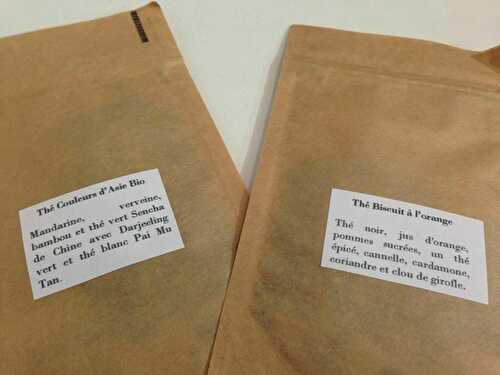 Thé Couleurs d'Asie Bio
Mandarine, verveine,
bambou et thé vert Sencha
de Chine avec Darjeeling
vert et thé blanc Pai Mu
Tan.
Thé Biscuit à l'orange
Thé noir, jus d'orange,
pommes sucrées, un thé
épicé, cannelle, cardamone,
coriandre et clou de girofle.